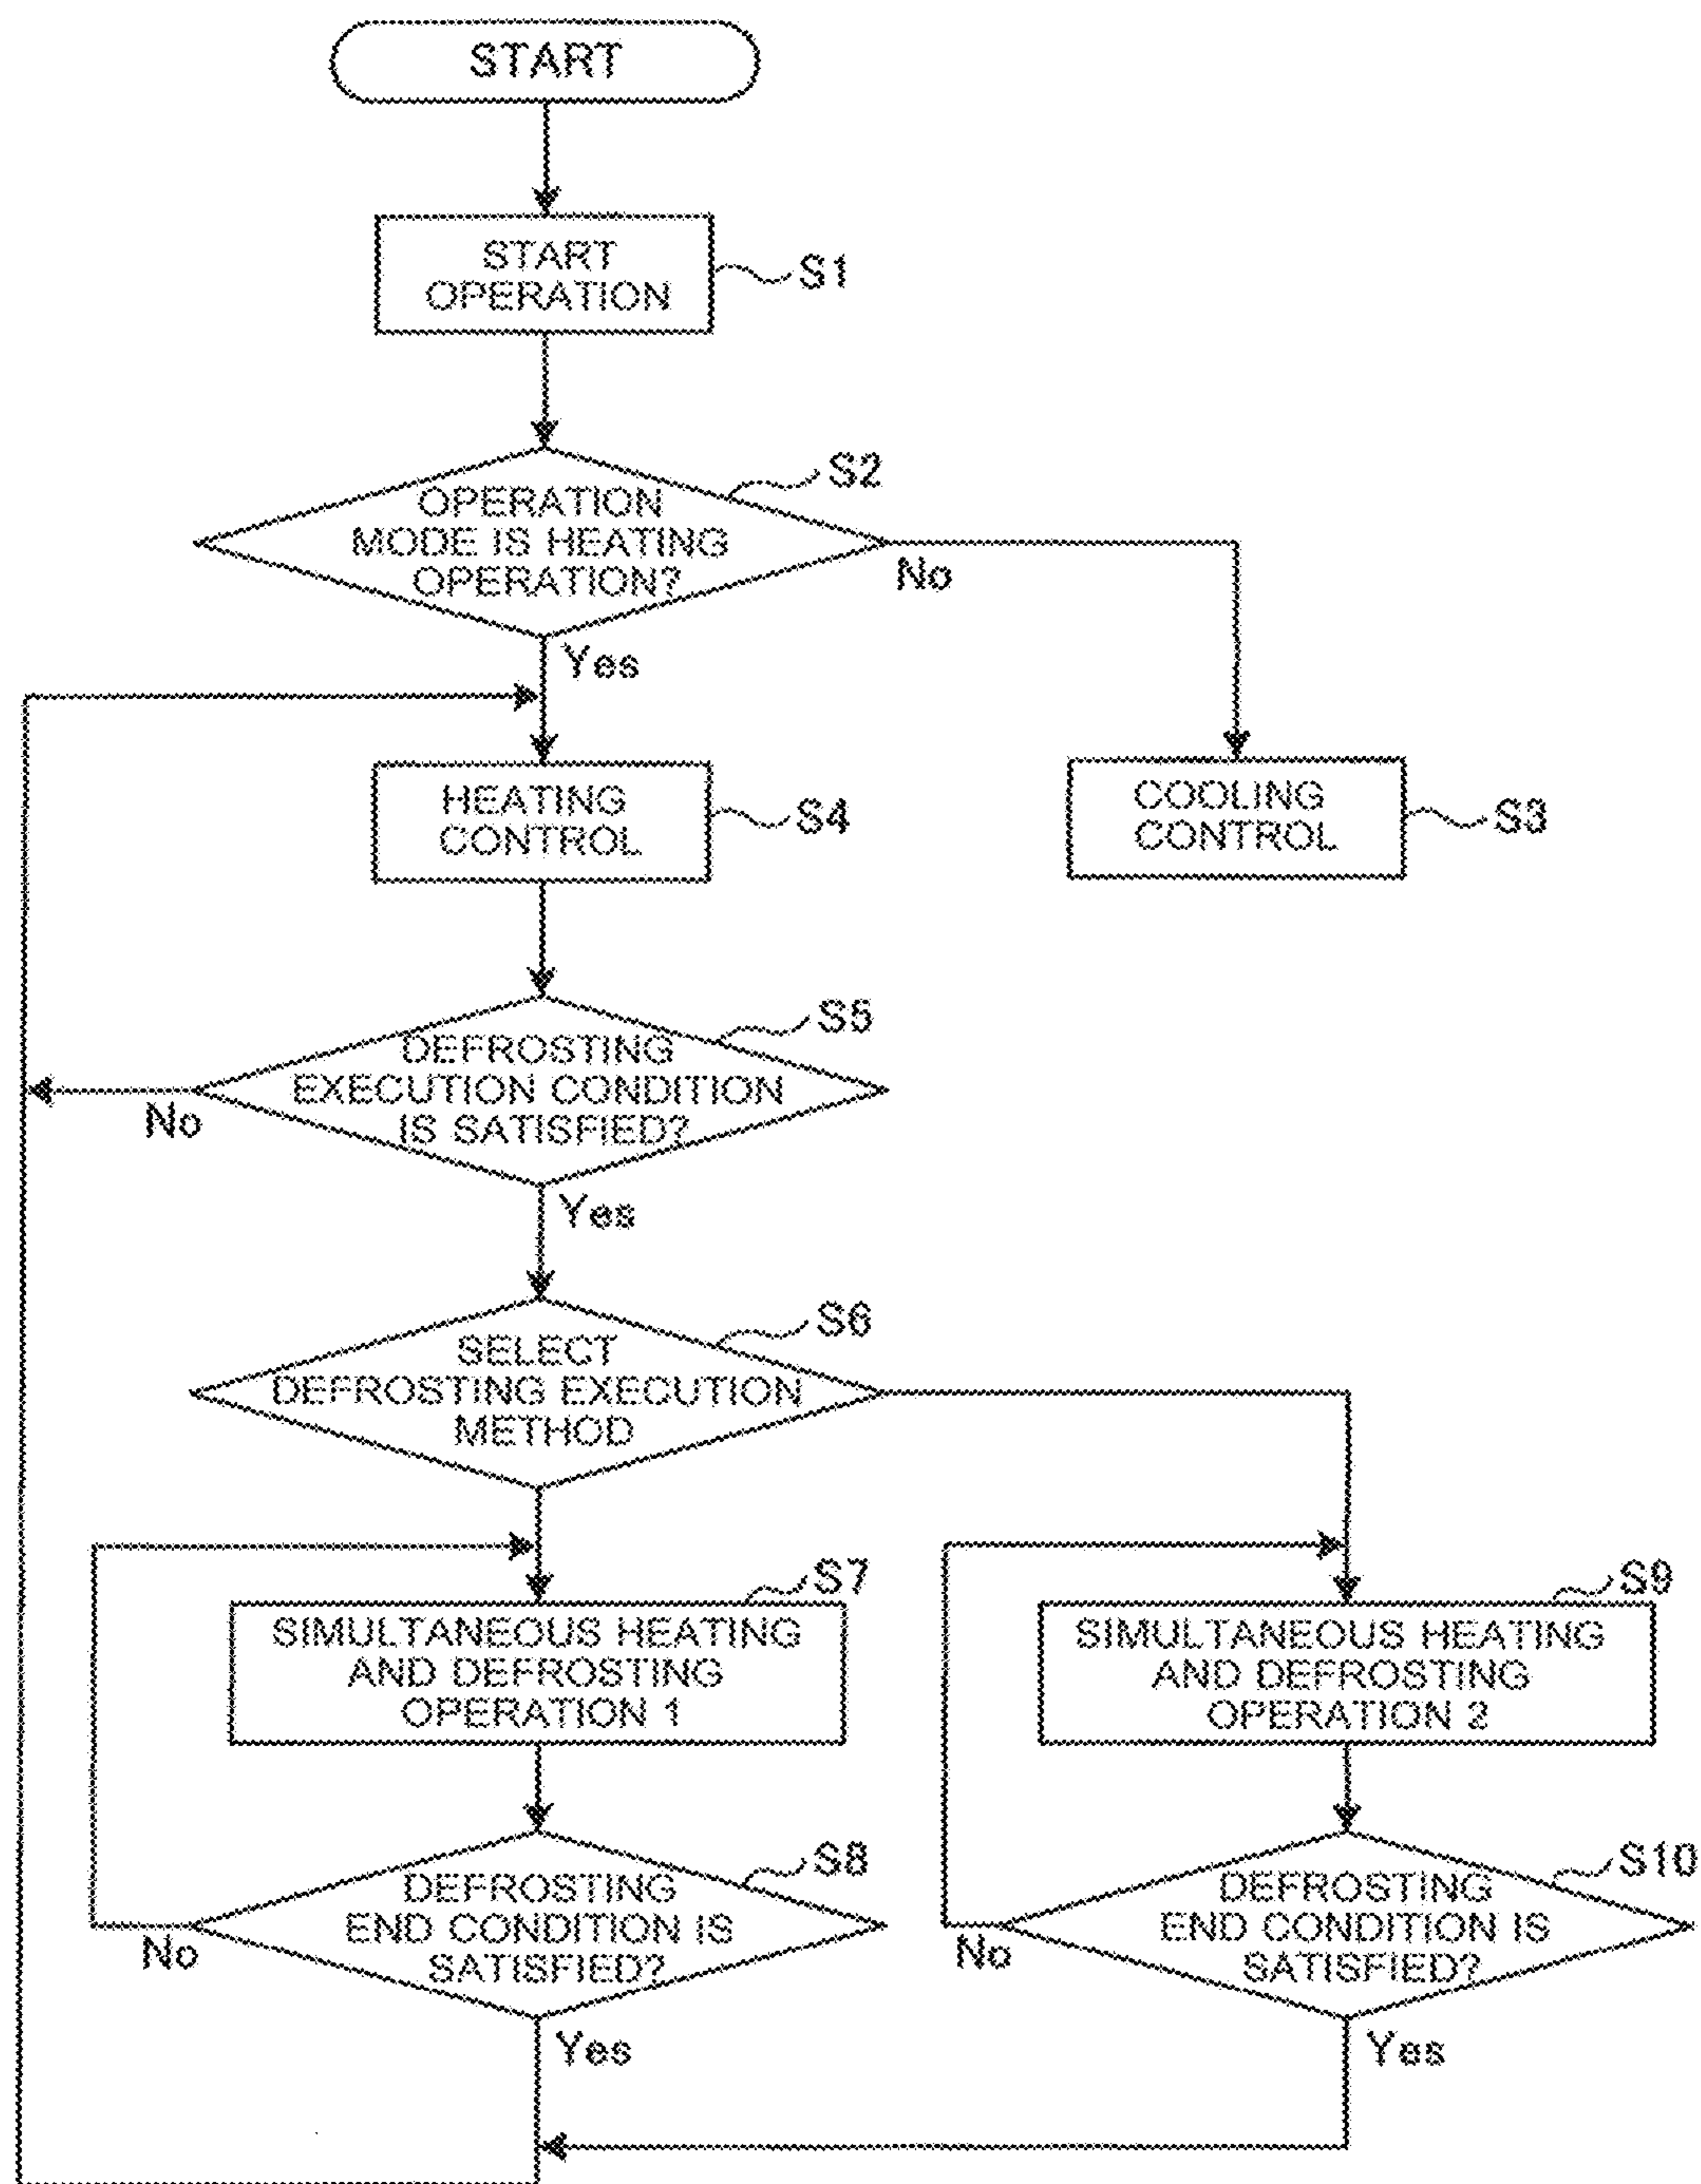 START
START
OPERATION
S1
OPERATION
MODE IS HEATING
OPERATION?
S2
No
Yes
HEATING
CONTROL
S4
COOLING
CONTROL
S3
DEFROSTING
EXECUTION CONDITION
IS SATISFIED?
S5
No
Yes
SELECT
DEFROSTING EXECUTION
METHOD
S6
SIMULTANEOUS HEATING
AND DEFROSTING
OPERATION 1
S7
SIMULTANEOUS HEATING
AND DEFROSTING
OPERATION 2
S9
DEFROSTING
END CONDITION IS
SATISFIED?
S8
No
Yes
DEFROSTING
END CONDITION IS
SATISFIED?
S10
No
Yes